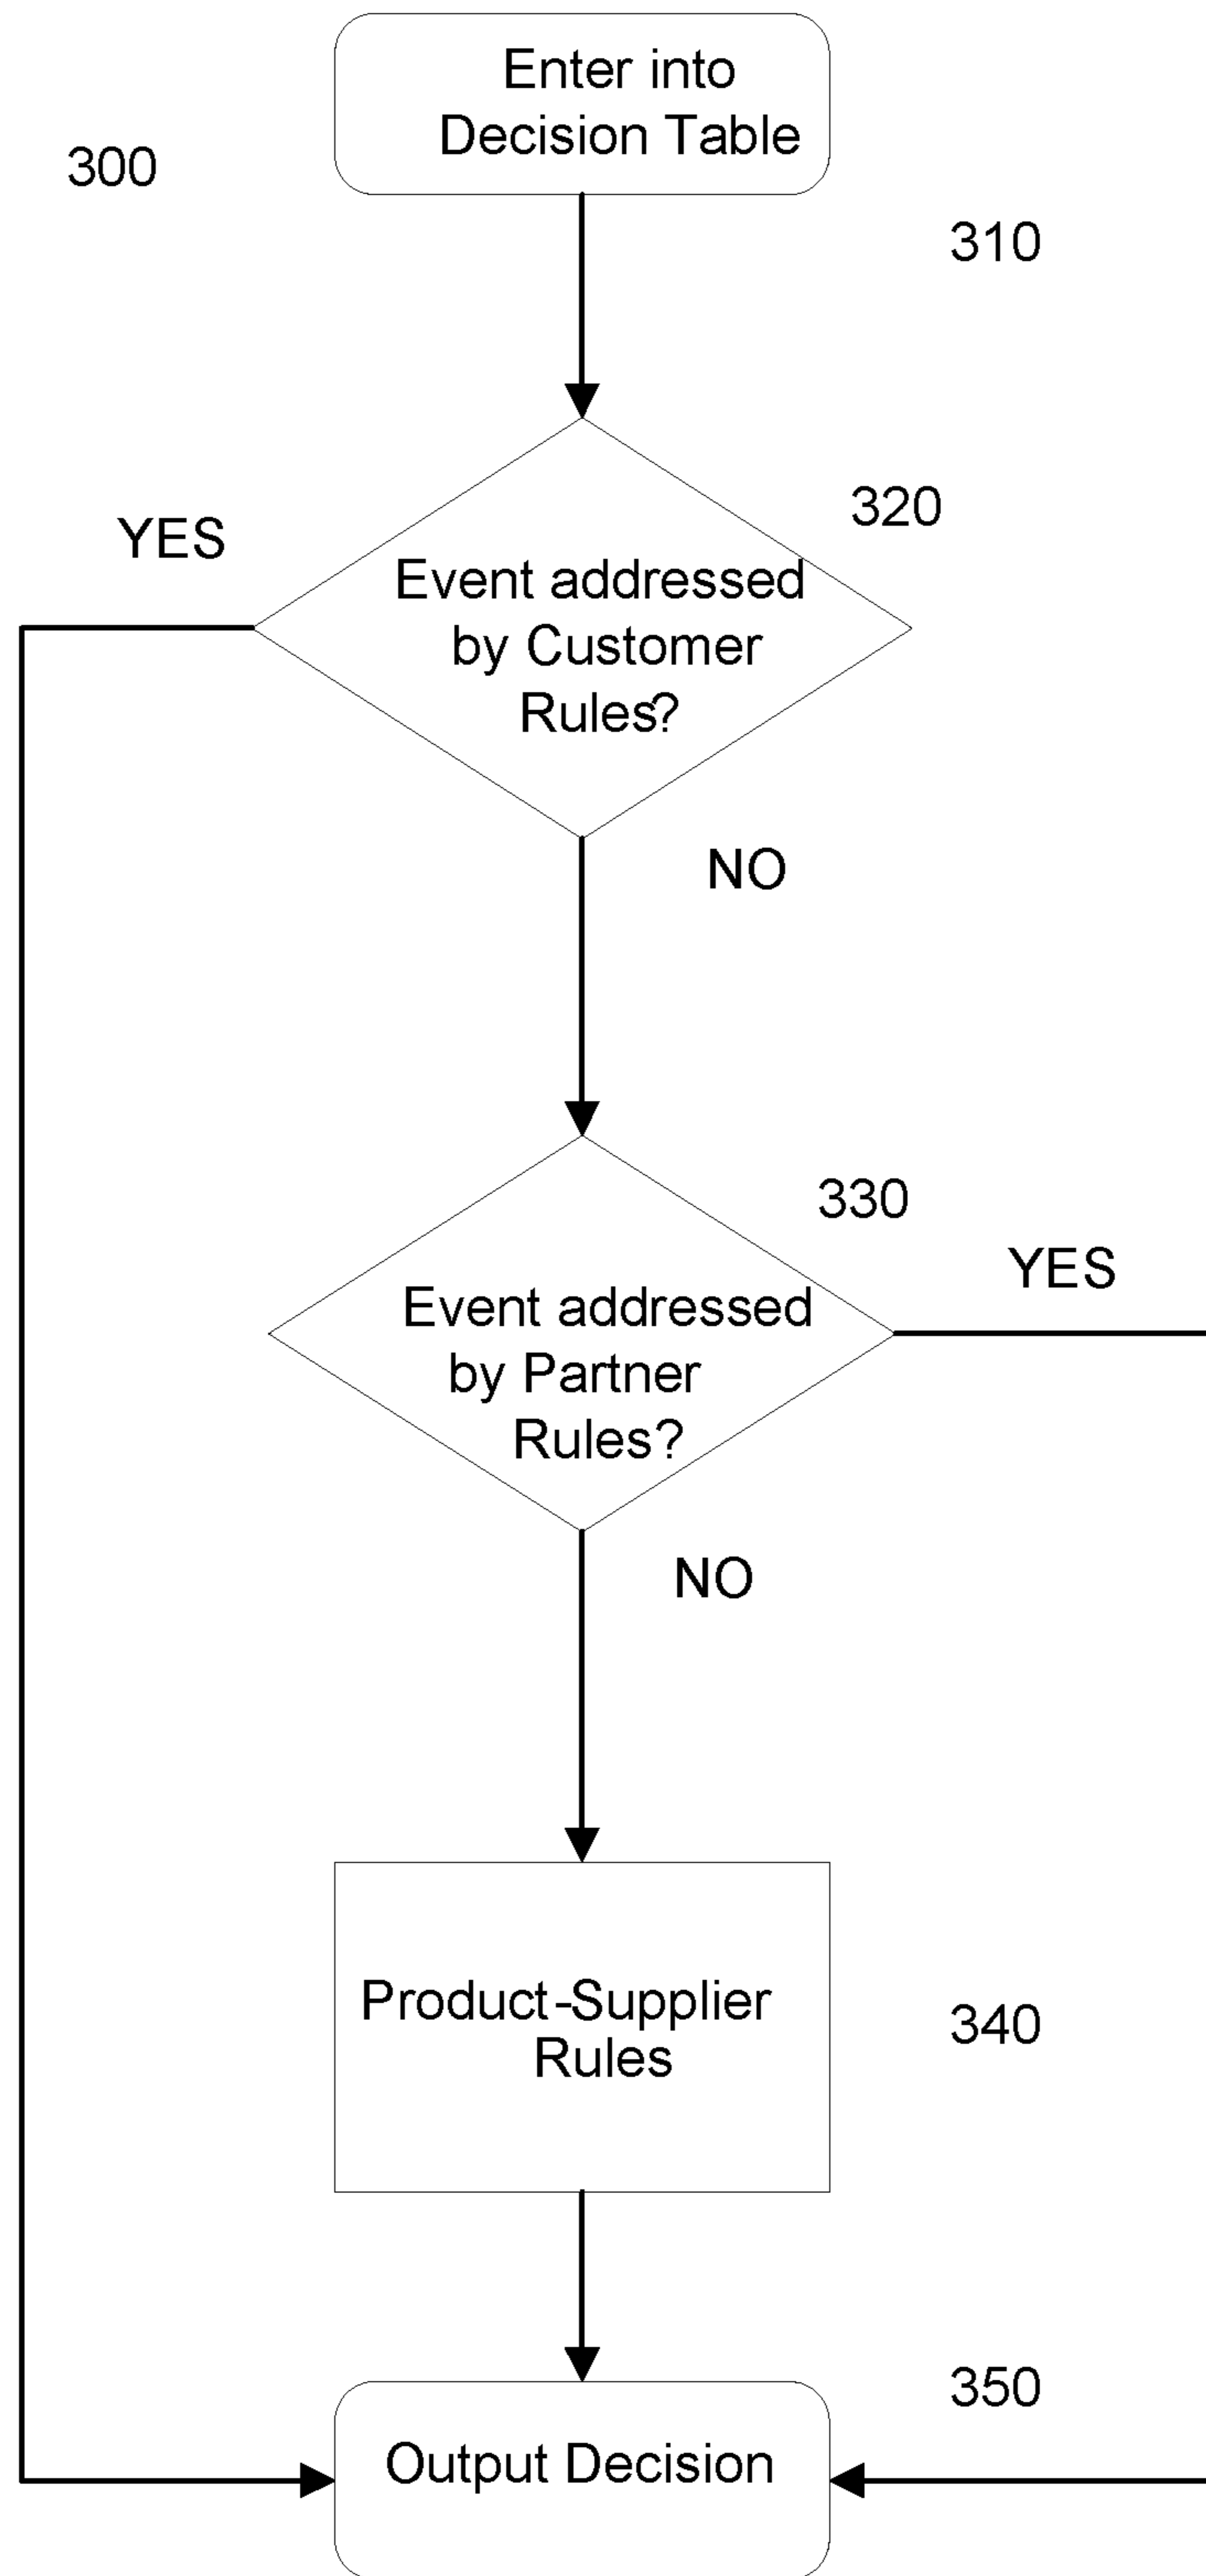 Enter into
Decision Table
300
310
320
YES
Event addressed
by Customer
Rules?
NO
330
YES
Event addressed
by Partner
Rules?
NO
Product-Supplier
Rules
340
350
Output Decision